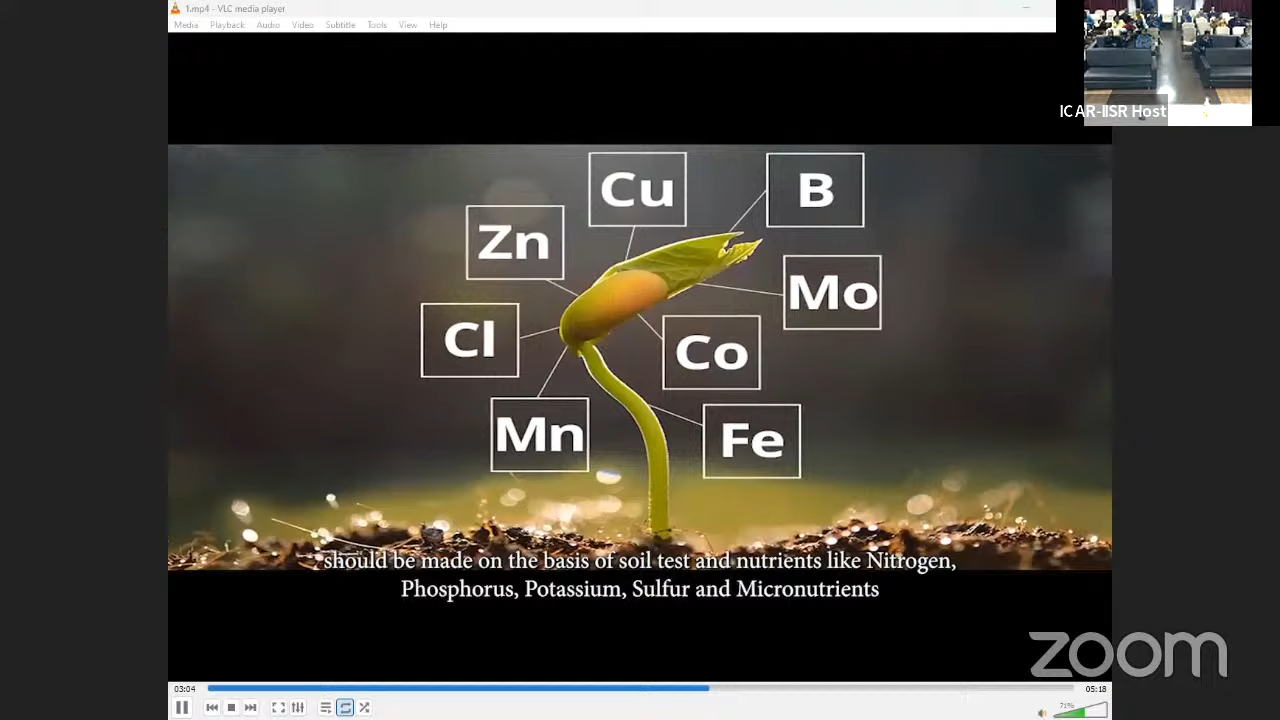 1.mp4 - VLC media player
Media Playback Audio Video Subtitle Tools View Help
ICAR-IISR Host
Cu
B
Zn
Mo
Cl
Co
Mn
Fe
should be made on the basis of soil test and nutrients like Nitrogen,
Phosphorus, Potassium, Sulfur and Micronutrients
zoom
03:04
05:18
71%